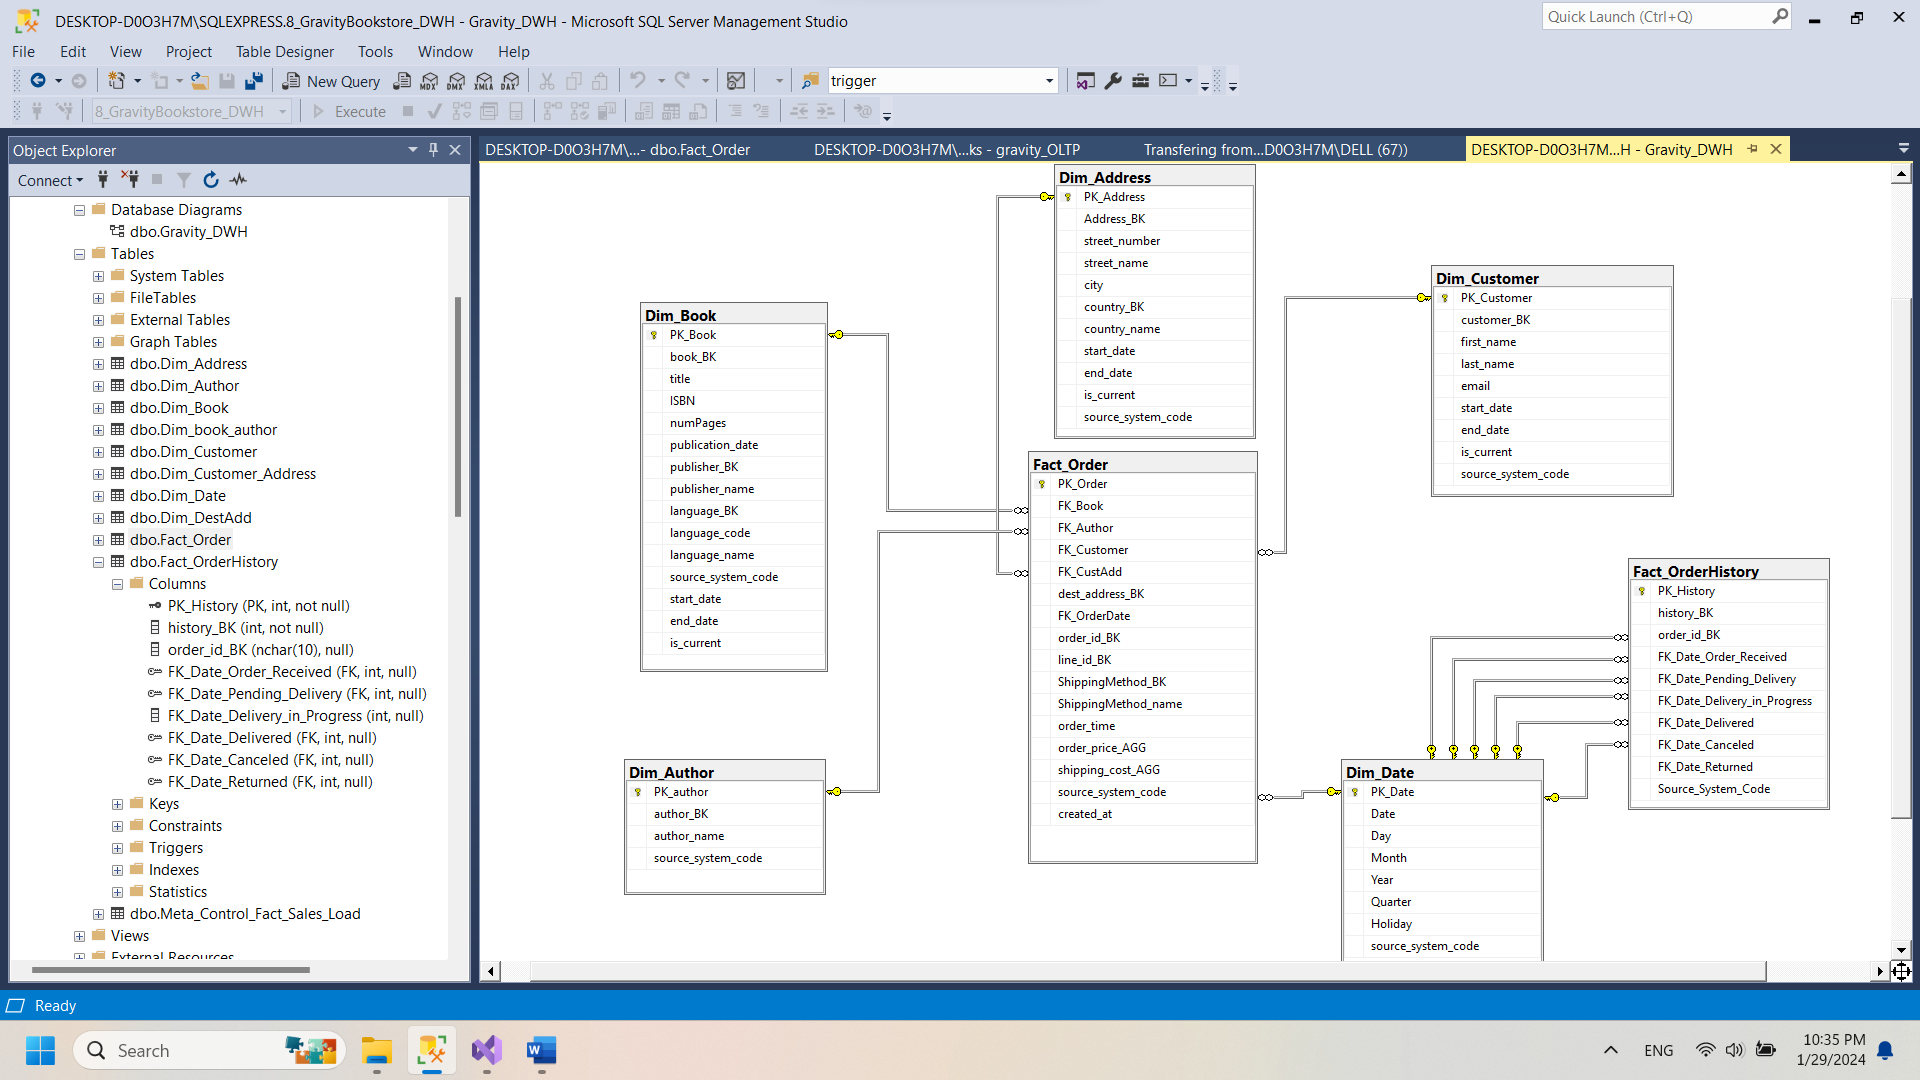 DESKTOP-D0O3H7M\SQLEXPRESS.8_GravityBookstore_DWH - Gravity_DWH - Microsoft SQL Server Management Studio
Quick Launch (Ctrl+Q)
File Edit View Project Table Designer Tools Window Help
New Query MDX DMX XMLA DAX trigger
8_GravityBookstore_DWH Execute
Object Explorer
Connect
Database Diagrams
dbo.Gravity_DWH
Tables
System Tables
FileTables
External Tables
Graph Tables
dbo.Dim_Address
dbo.Dim_Author
dbo.Dim_Book
dbo.Dim_book_author
dbo.Dim_Customer
dbo.Dim_Customer_Address
dbo.Dim_Date
dbo.Dim_DestAdd
dbo.Fact_Order
dbo.Fact_OrderHistory
Columns
PK_History (PK, int, not null)
history_BK (int, not null)
order_id_BK (nchar(10), null)
FK_Date_Order_Received (FK, int, null)
FK_Date_Pending_Delivery (FK, int, null)
FK_Date_Delivery_in_Progress (int, null)
FK_Date_Delivered (FK, int, null)
FK_Date_Canceled (FK, int, null)
FK_Date_Returned (FK, int, null)
Keys
Constraints
Triggers
Indexes
Statistics
dbo.Meta_Control_Fact_Sales_Load
Views
External Resources
DESKTOP-D0O3H7M\...- dbo.Fact_Order
DESKTOP-D0O3H7M\...ks - gravity_OLTP
Transfering from...D0O3H7M\DELL (67))
DESKTOP-D0O3H7M...H - Gravity_DWH
Dim_Address
PK_Address
Address_BK
street_number
street_name
city
country_BK
country_name
start_date
end_date
is_current
source_system_code
Dim_Customer
PK_Customer
customer_BK
first_name
last_name
email
start_date
end_date
is_current
source_system_code
Dim_Book
PK_Book
book_BK
title
ISBN
numPages
publication_date
publisher_BK
publisher_name
language_BK
language_code
language_name
source_system_code
start_date
end_date
is_current
Fact_Order
PK_Order
FK_Book
FK_Author
FK_Customer
FK_CustAdd
dest_address_BK
FK_OrderDate
order_id_BK
line_id_BK
ShippingMethod_BK
ShippingMethod_name
order_time
order_price_AGG
shipping_cost_AGG
source_system_code
created_at
Fact_OrderHistory
PK_History
history_BK
order_id_BK
FK_Date_Order_Received
FK_Date_Pending_Delivery
FK_Date_Delivery_in_Progress
FK_Date_Delivered
FK_Date_Canceled
FK_Date_Returned
Source_System_Code
Dim_Author
PK_author
author_BK
author_name
source_system_code
Dim_Date
PK_Date
Date
Day
Month
Year
Quarter
Holiday
source_system_code
Ready
Search
ENG
10:35 PM
1/29/2024